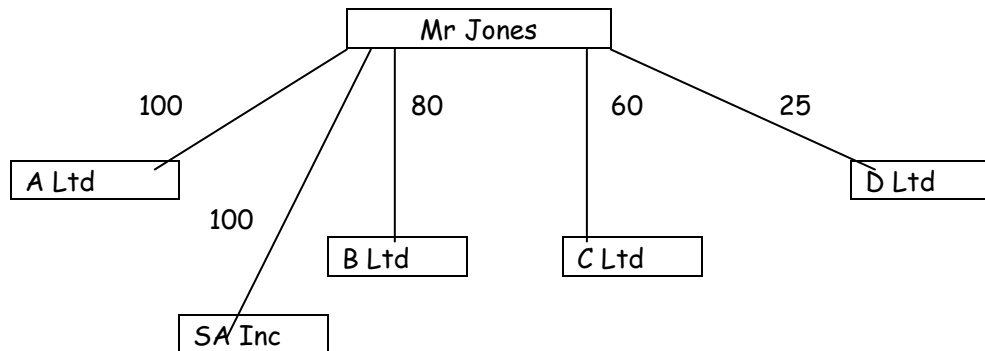 Mr Jones
100
80
60
25
A Ltd
D Ltd
100
B Ltd
C Ltd
SA Inc